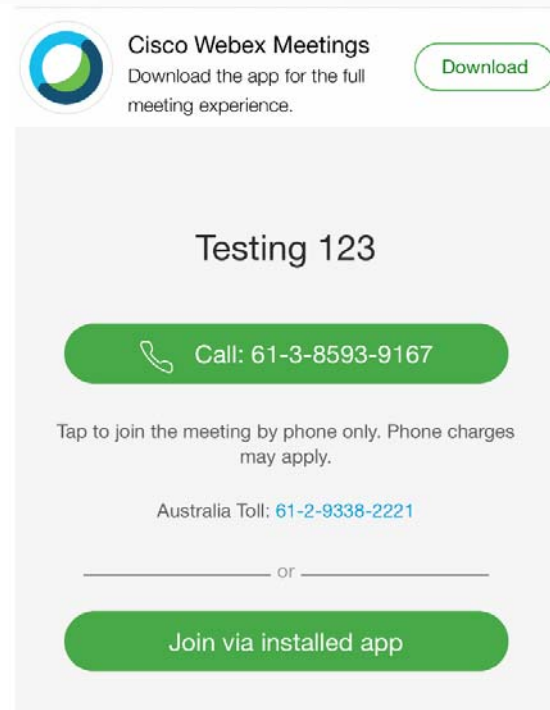 Cisco Webex Meetings
Download the app for the full
meeting experience.
Download
Testing 123
Call: 61-3-8593-9167
Tap to join the meeting by phone only. Phone charges
may apply.
Australia Toll: 61-2-9338-2221
or
Join via installed app